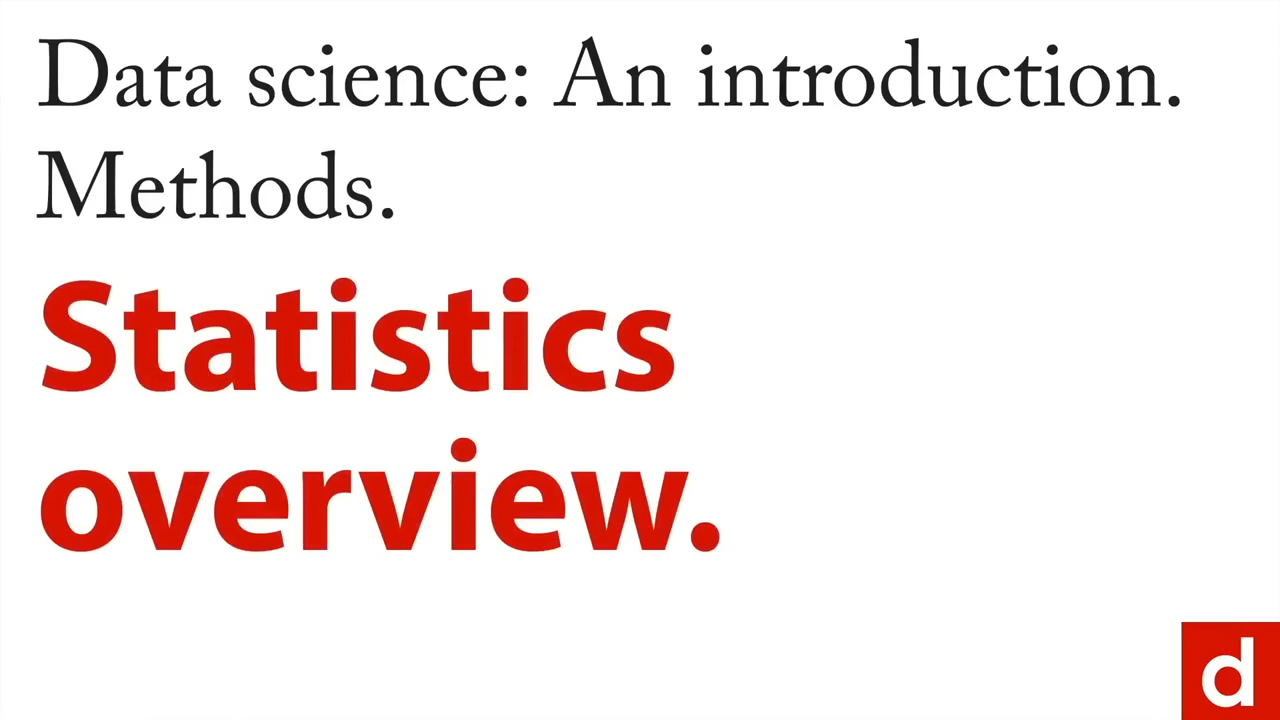 Data science: An introduction.
Methods.
Statistics
overview.
d